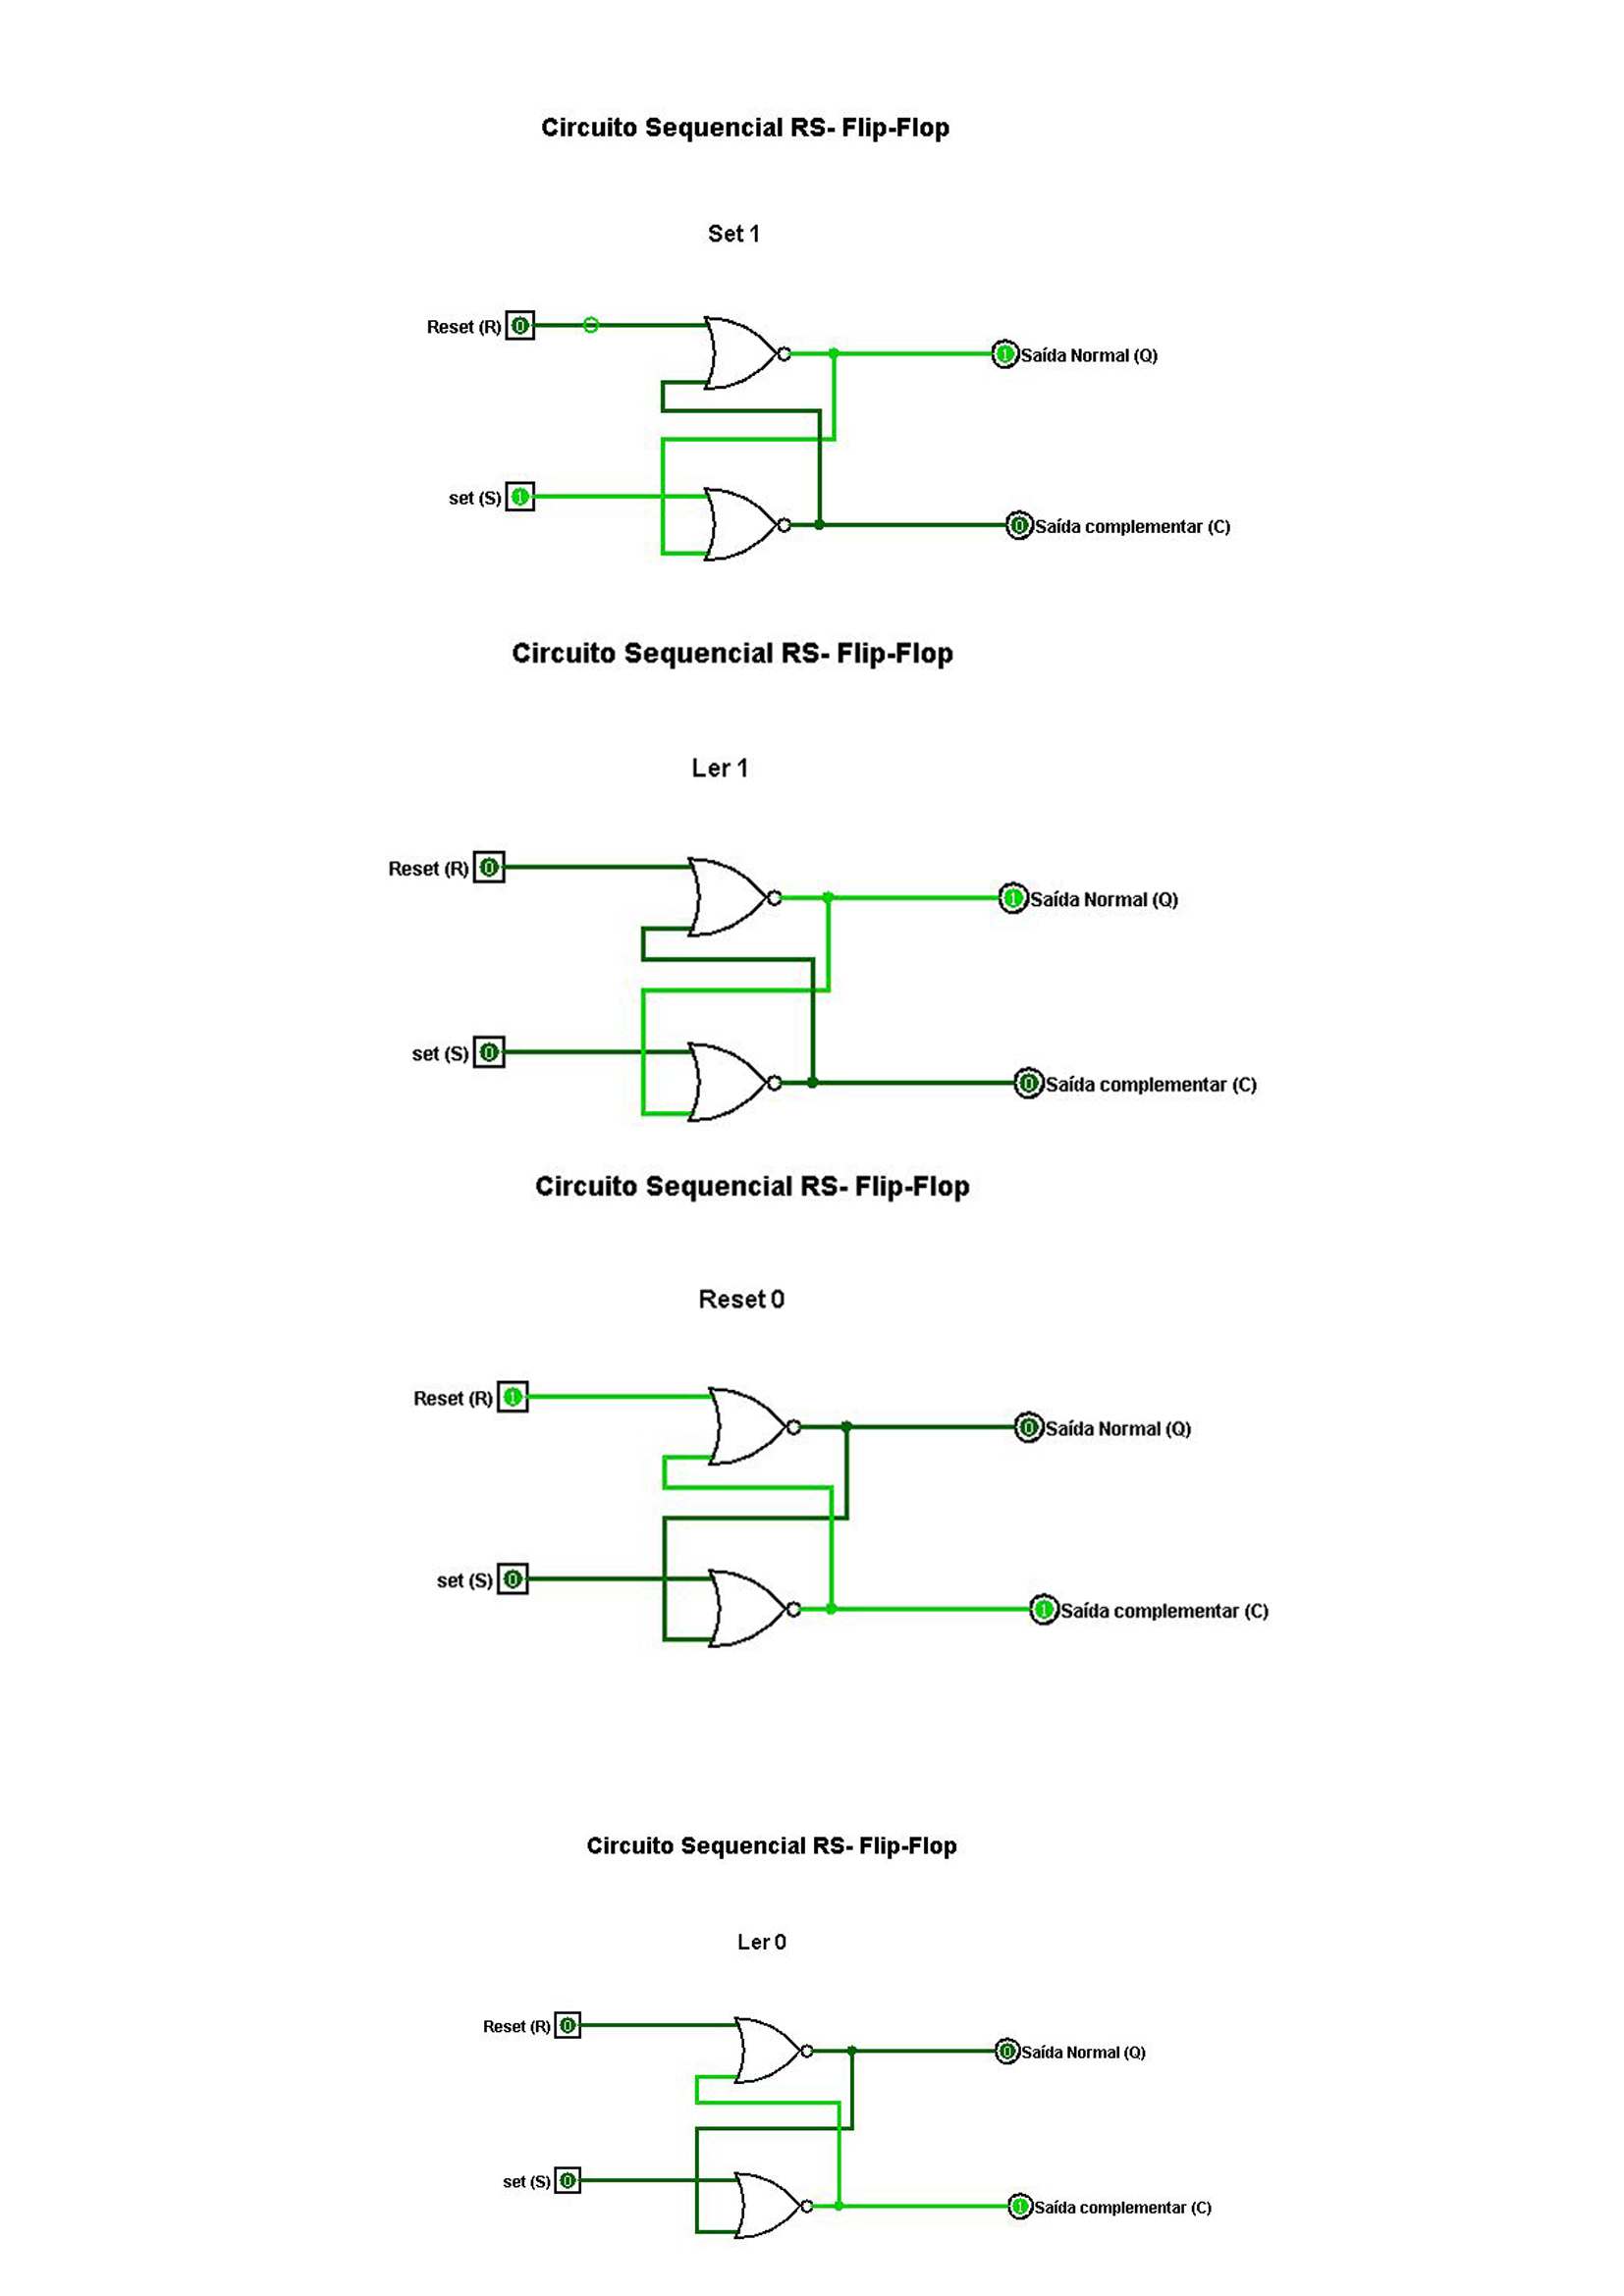 Circuito Sequencial RS- Flip-Flop
Set 1
Reset (R) 0
1 Saída Normal (Q)
set (S) 1
0 Saída complementar (C)
Circuito Sequencial RS- Flip-Flop
Ler 1
Reset (R) 0
1 Saída Normal (Q)
set (S) 0
0 Saída complementar (C)
Circuito Sequencial RS- Flip-Flop
Reset 0
Reset (R) 1
0 Saída Normal (Q)
set (S) 0
1 Saída complementar (C)
Circuito Sequencial RS- Flip-Flop
Ler 0
Reset (R) 0
0 Saída Normal (Q)
set (S) 0
1 Saída complementar (C)